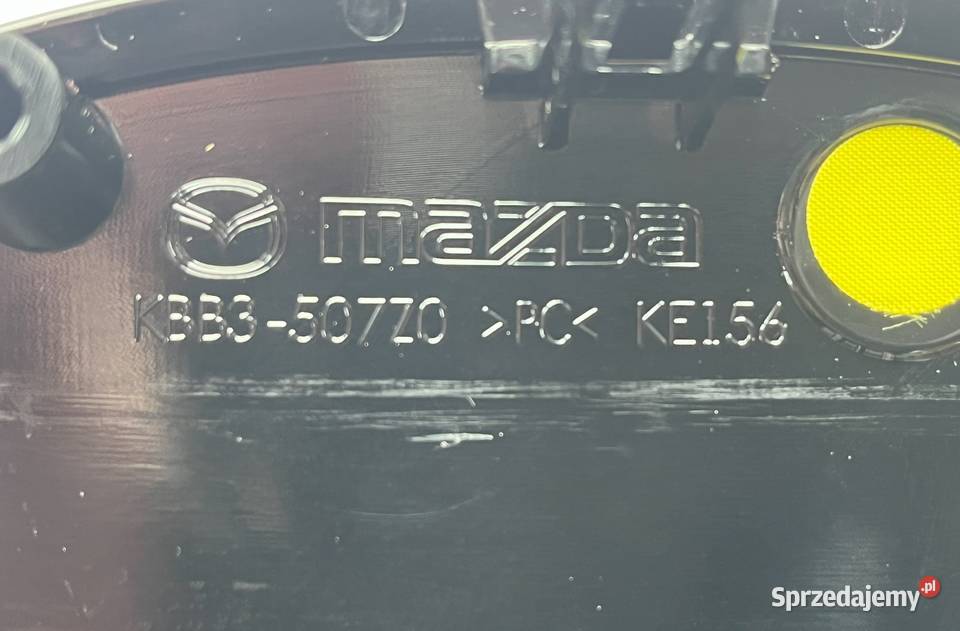 mazda
KBB3-507Z0 >PC< KE156
Sprzedajemy.pl